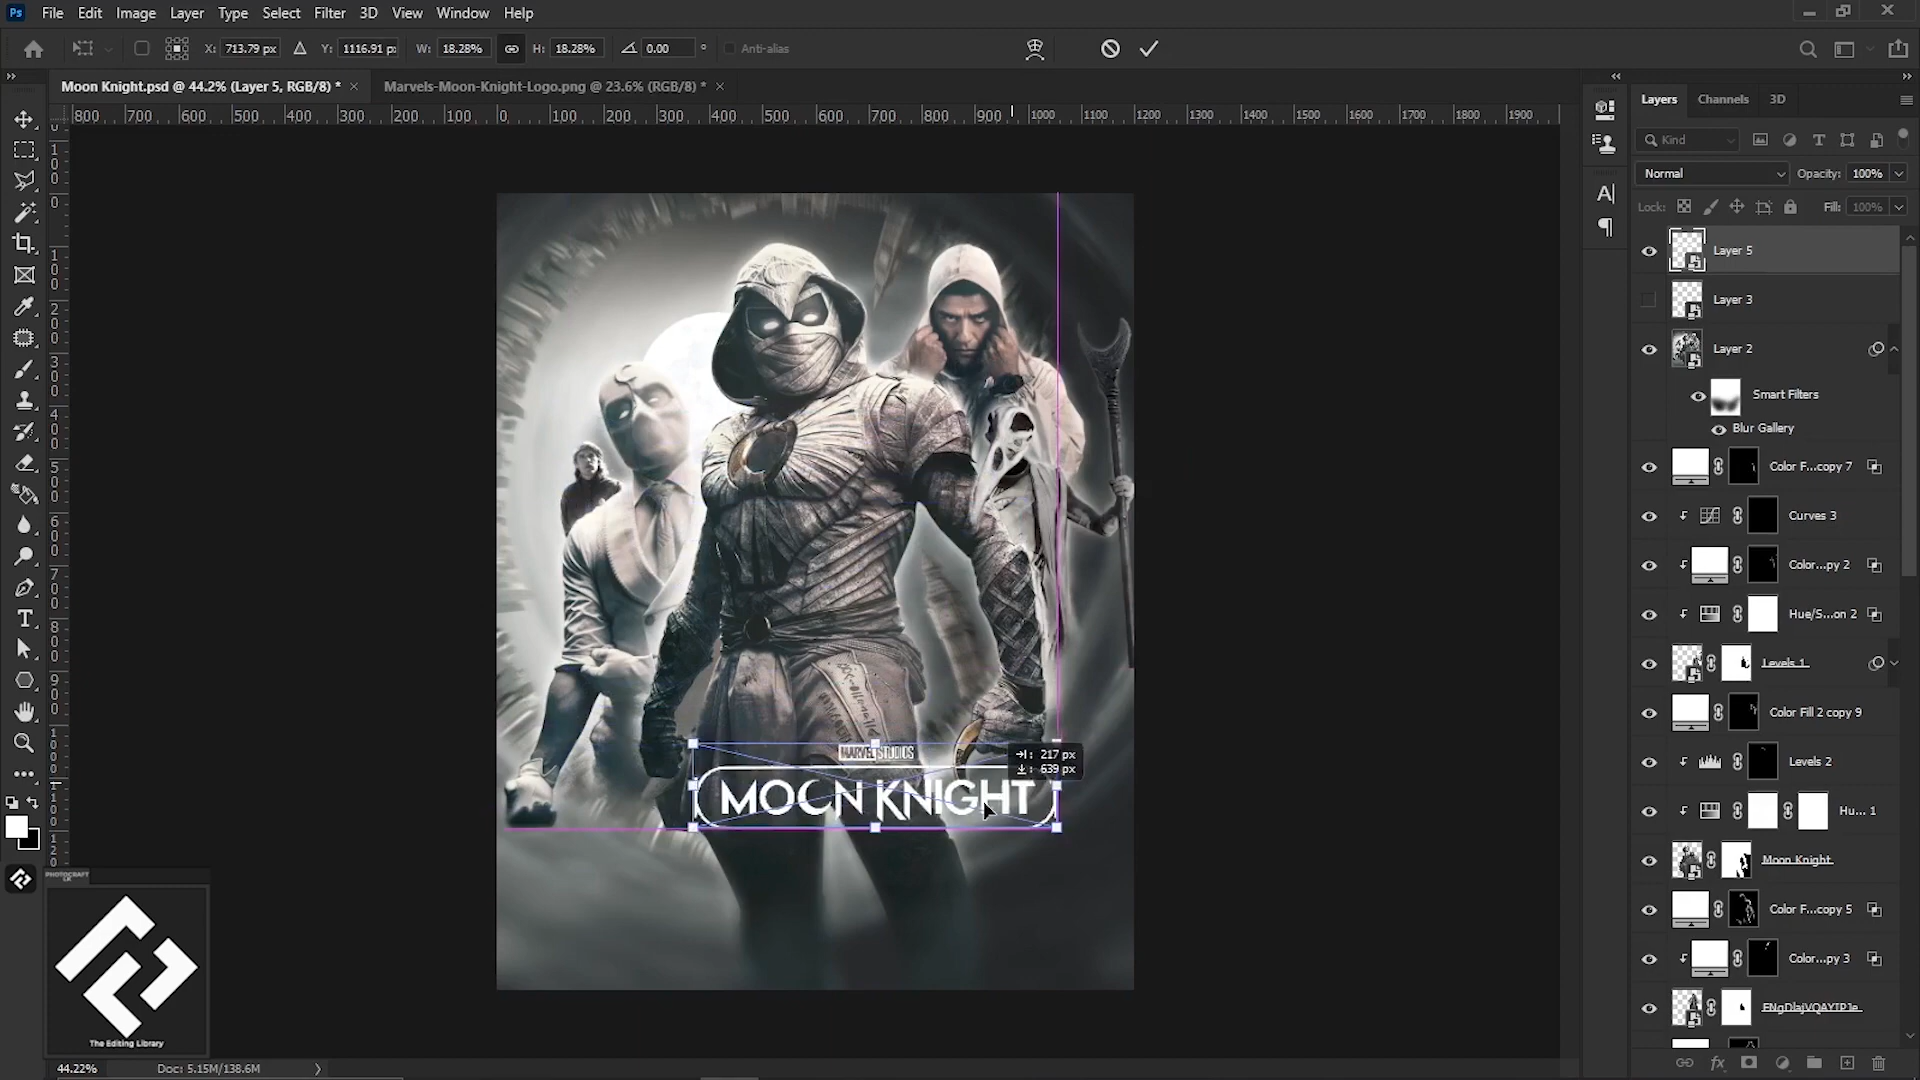 Ps File Edit Image Layer Type Select Filter 3D View Window Help
X: 713.79 px Y: 1116.91 px W: 18.28% H: 18.28% 0.00 ° Anti-alias
Moon Knight.psd @ 44.2% (Layer 5, RGB/8) * × Marvels-Moon-Knight-Logo.png @ 23.6% (RGB/8) * ×
800 700 600 500 400 300 200 100 0 100 200 300 400 500 600 700 800 900 1000 1100 1200 1300 1400 1500 1600 1700 1800 1900
Layers Channels 3D
Kind
Normal Opacity: 100%
Lock: Fill: 100%
Layer 5
Layer 3
Layer 2
Smart Filters
Blur Gallery
Color F...copy 7
Curves 3
Color...py 2
Hue/S...on 2
Levels 1
Color Fill 2 copy 9
Levels 2
Hu... 1
Moon Knight
Color F...copy 5
Color...py 3
FNgDlajVQAYIPJe
MARVEL STUDIOS
MOON KNIGHT
217 px
639 px
PHOTOCRAFT
LK
The Editing Library
44.22% Doc: 5.15M/138.6M